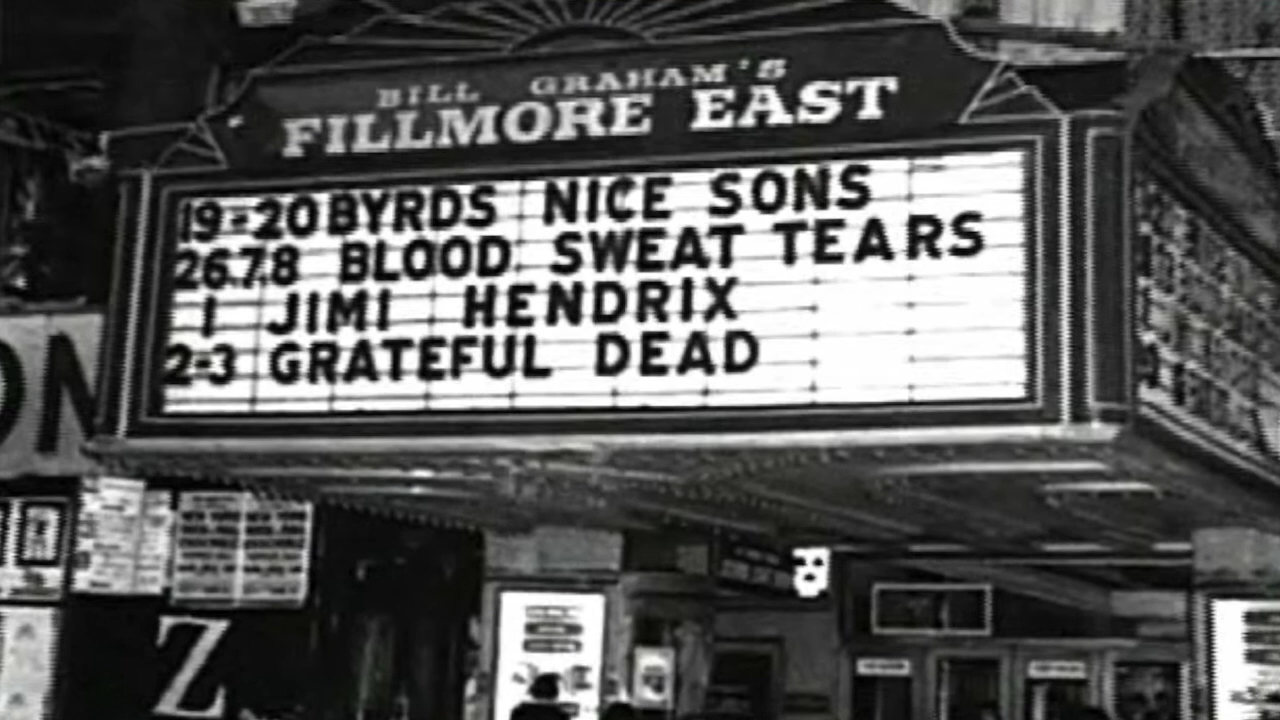 BILL GRAHAM'S
FILLMORE EAST
19-20 BYRDS NICE SONS
26.7.8 BLOOD SWEAT TEARS
1 JIMI HENDRIX
2-3 GRATEFUL DEAD
ON
Z